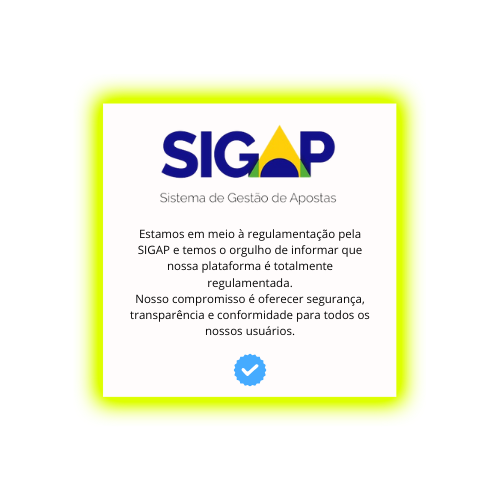 SIGAP
Sistema de Gestão de Apostas
Estamos em meio à regulamentação pela
SIGAP e temos o orgulho de informar que
nossa plataforma é totalmente
regulamentada.
Nosso compromisso é oferecer segurança,
transparência e conformidade para todos os
nossos usuários.